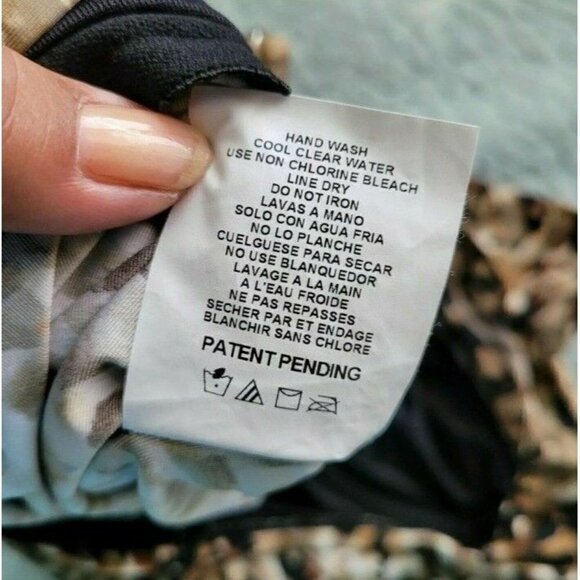 HAND WASH
COOL CLEAR WATER
USE NON CHLORINE BLEACH
LINE DRY
DO NOT IRON
LAVAS A MANO
SOLO CON AGUA FRIA
NO LO PLANCHE
CUELGUESE PARA SECAR
NO USE BLANQUEDOR
LAVAGE A LA MAIN
A L'EAU FROIDE
NE PAS REPASSES
SECHER PAR ET ENDAGE
BLANCHIR SANS CHLORE
PATENT PENDING